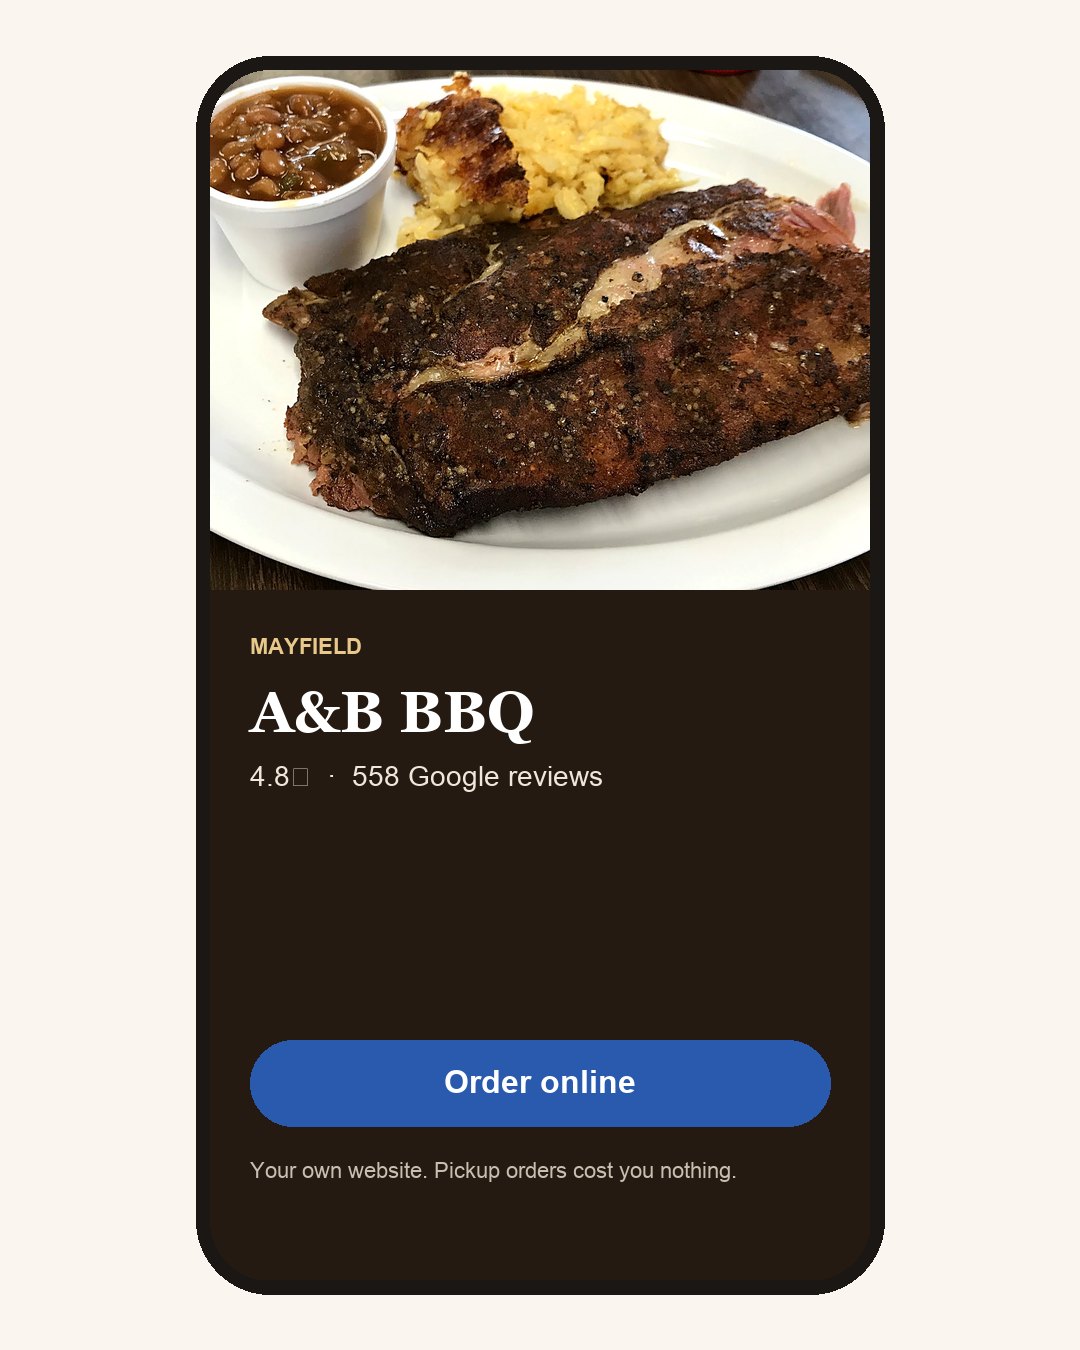 MAYFIELD
A&B BBQ
4.8□ · 558 Google reviews
Order online
Your own website. Pickup orders cost you nothing.